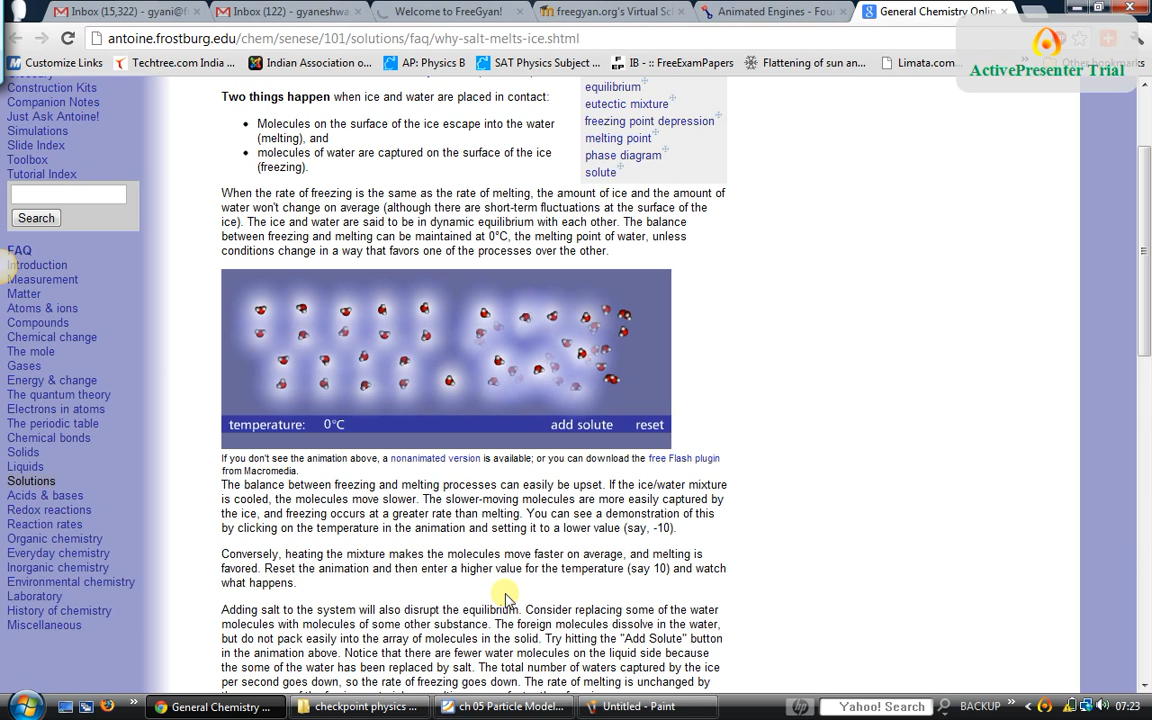 Inbox (15,322) - gyani@f
Inbox (122) - gyaneshwa
Welcome to FreeGyan!
freegyan.org's Virtual Sc
Animated Engines - Fou
General Chemistry Onlin
antoine.frostburg.edu/chem/senese/101/solutions/faq/why-salt-melts-ice.shtml
Customize Links
Techtree.com India ...
Indian Associatio...
AP: Physics B
SAT Physics Subject ...
IB - :: FreeExamPapers
Flattening of sun an...
Limata.com...
Other bookmarks
ActivePresenter Trial
Construction Kits
Companion Notes
Just Ask Antoine!
Simulations
Slide Index
Toolbox
Tutorial Index
Search
FAQ
Introduction
Measurement
Matter
Atoms & ions
Compounds
Chemical change
The mole
Gases
Energy & change
The quantum theory
Electrons in atoms
The periodic table
Chemical bonds
Solids
Liquids
Solutions
Acids & bases
Redox reactions
Reaction rates
Organic chemistry
Everyday chemistry
Inorganic chemistry
Environmental chemistry
Laboratory
History of chemistry
Miscellaneous
Two things happen when ice and water are placed in contact:
• Molecules on the surface of the ice escape into the water
(melting), and
• molecules of water are captured on the surface of the ice
(freezing).
equilibrium
eutectic mixture
freezing point depression
melting point
phase diagram
solute
When the rate of freezing is the same as the rate of melting, the amount of ice and the amount of
water won't change on average (although there are short-term fluctuations at the surface of the
ice). The ice and water are said to be in dynamic equilibrium with each other. The balance
between freezing and melting can be maintained at 0°C, the melting point of water, unless
conditions change in a way that favors one of the processes over the other.
temperature: 0°C add solute reset
If you don't see the animation above, a nonanimated version is available; or you can download the free Flash plugin
from Macromedia.
The balance between freezing and melting processes can easily be upset. If the ice/water mixture
is cooled, the molecules move slower. The slower-moving molecules are more easily captured by
the ice, and freezing occurs at a greater rate than melting. You can see a demonstration of this
by clicking on the temperature in the animation and setting it to a lower value (say, -10).
Conversely, heating the mixture makes the molecules move faster on average, and melting is
favored. Reset the animation and then enter a higher value for the temperature (say 10) and watch
what happens.
Adding salt to the system will also disrupt the equilibrium. Consider replacing some of the water
molecules with molecules of some other substance. The foreign molecules dissolve in the water,
but do not pack easily into the array of molecules in the solid. Try hitting the "Add Solute" button
in the animation above. Notice that there are fewer water molecules on the liquid side because
the some of the water has been replaced by salt. The total number of waters captured by the ice
per second goes down, so the rate of freezing goes down. The rate of melting is unchanged by
General Chemistry ...
checkpoint physics ...
ch 05 Particle Model...
Untitled - Paint
hp
Yahoo! Search
BACKUP
07:23